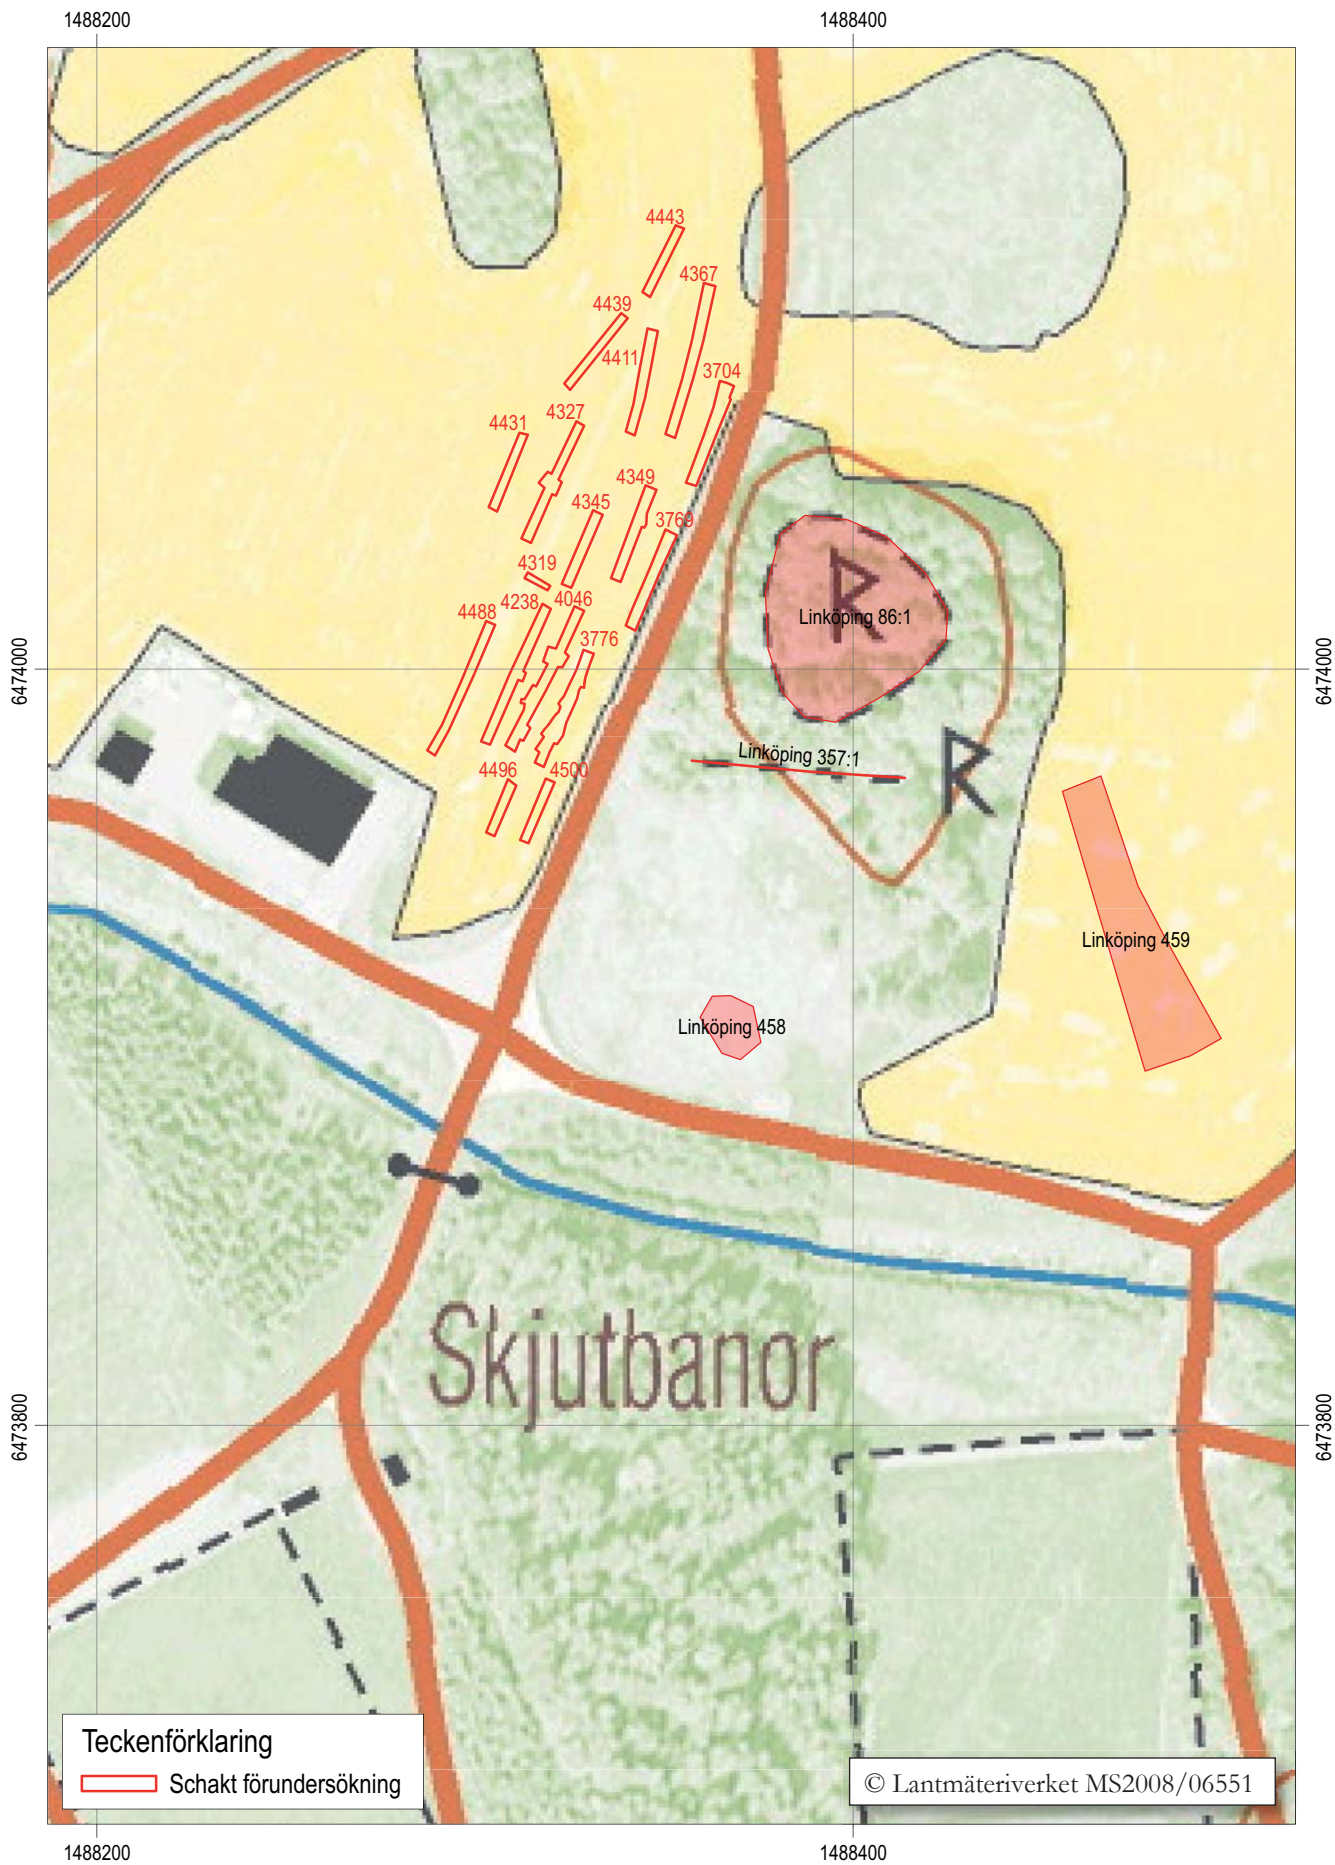 1488200
1488400
4443
4367
4439
4411
3704
4327
4431
4349
4345
3769
4319
4046
4238
4488
3776
4496
4500
R
Linköping 86:1
6474000
6474000
Linköping 357:1
R
Linköping 459
Linköping 458
Skjutbanor
6473800
6473800
Teckenförklaring
Schakt förundersökning
© Lantmäteriverket MS2008/06551
1488200
1488400